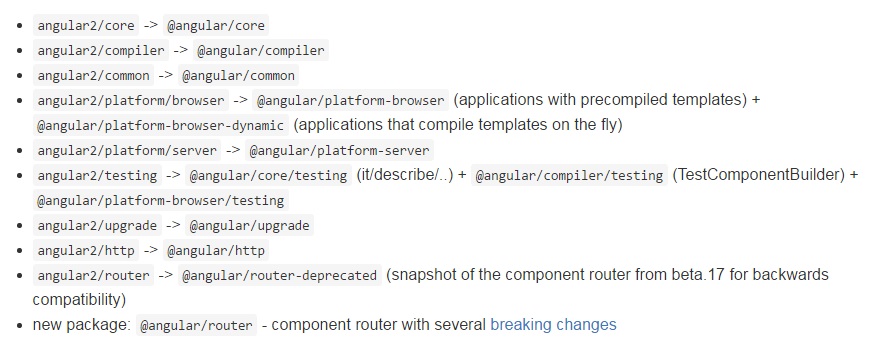 angular2/core -> @angular/core
angular2/compiler -> @angular/compiler
angular2/common -> @angular/common
angular2/platform/browser -> @angular/platform-browser (applications with precompiled templates) +
@angular/platform-browser-dynamic (applications that compile templates on the fly)
angular2/platform/server -> @angular/platform-server
angular2/testing -> @angular/core/testing (it/describe/..) + @angular/compiler/testing (TestComponentBuilder) +
@angular/platform-browser/testing
angular2/upgrade -> @angular/upgrade
angular2/http -> @angular/http
angular2/router -> @angular/router-deprecated (snapshot of the component router from beta.17 for backwards
compatibility)
new package: @angular/router - component router with several breaking changes